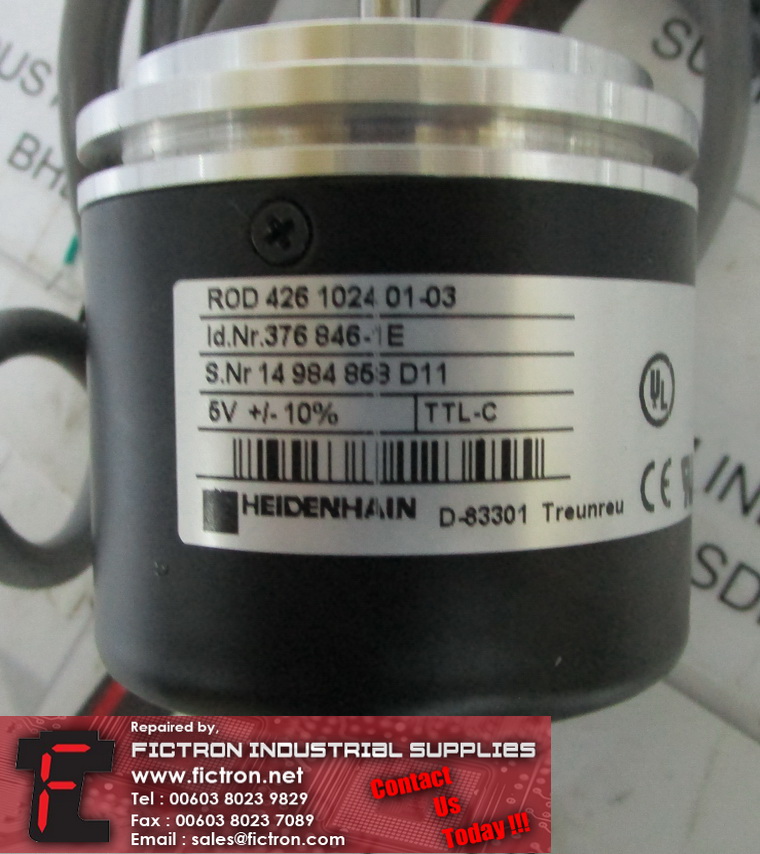 ROD 426 1024 01-03
Id.Nr.376 846-1E
S.Nr 14 984 858 D11
5V +/- 10% TTL-C
UL
HEIDENHAIN D-83301 Treunreu
CE
Repaired by,
FICTRON INDUSTRIAL SUPPLIES
www.fictron.net
Tel : 00603 8023 9829
Fax : 00603 8023 7089
Email : sales@fictron.com
Contact
Us
Today !!!